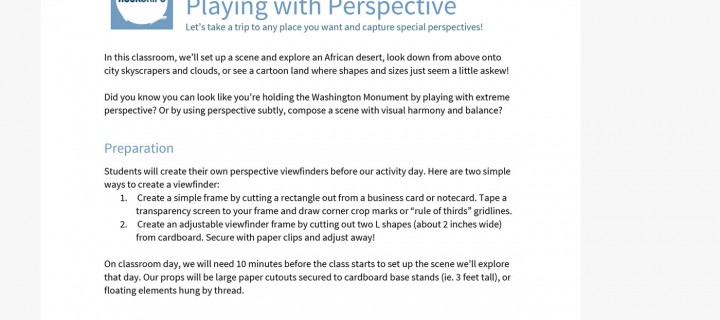 Playing with Perspective
Let's take a trip to any place you want and capture special perspectives!
In this classroom, we'll set up a scene and explore an African desert, look down from above onto
city skyscrapers and clouds, or see a cartoon land where shapes and sizes just seem a little askew!
Did you know you can look like you're holding the Washington Monument by playing with extreme
perspective? Or by using perspective subtly, compose a scene with visual harmony and balance?
Preparation
Students will create their own perspective viewfinders before our activity day. Here are two simple
ways to create a viewfinder:
1. Create a simple frame by cutting a rectangle out from a business card or notecard. Tape a
transparency screen to your frame and draw corner crop marks or “rule of thirds” gridlines.
2. Create an adjustable viewfinder frame by cutting out two L shapes (about 2 inches wide)
from cardboard. Secure with paper clips and adjust away!
On classroom day, we will need 10 minutes before the class starts to set up the scene we'll explore
that day. Our props will be large paper cutouts secured to cardboard base stands (ie. 3 feet tall), or
floating elements hung by thread.